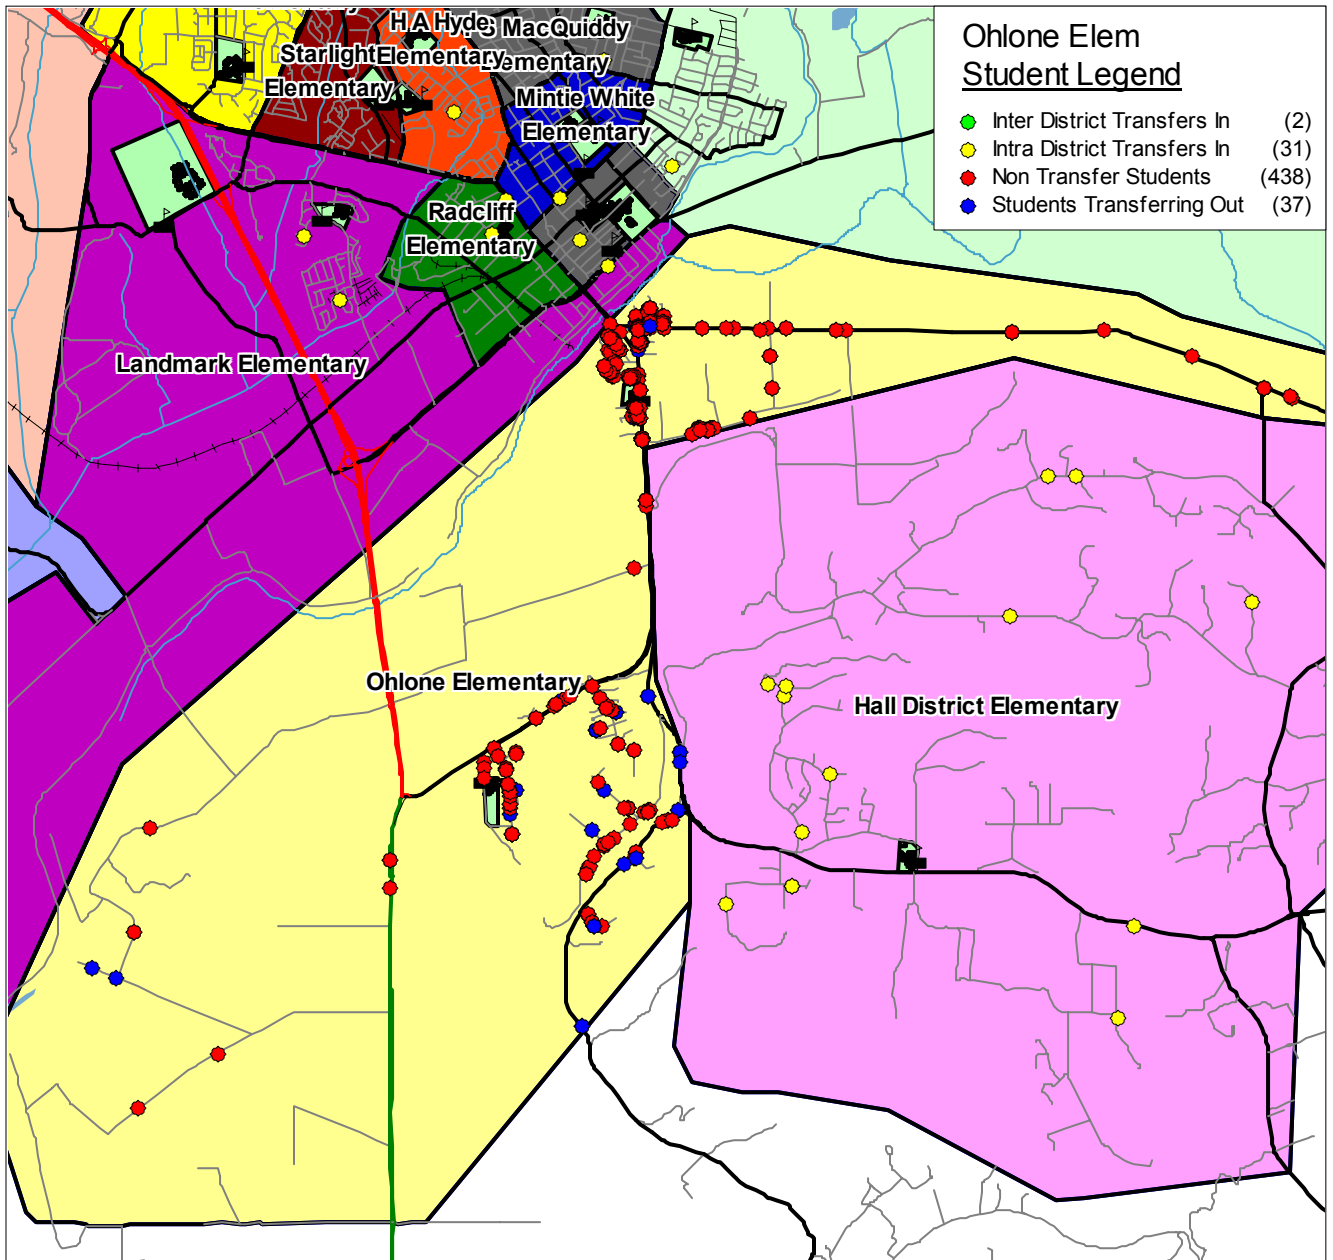 Ohlone Elem
Student Legend
Inter District Transfers In (2)
Intra District Transfers In (31)
Non Transfer Students (438)
Students Transferring Out (37)
H A Hyde
Elementary
MacQuiddy
Elementary
Starlight
Elementary
Mintie White
Elementary
Radcliff
Elementary
Landmark Elementary
Ohlone Elementary
Hall District Elementary